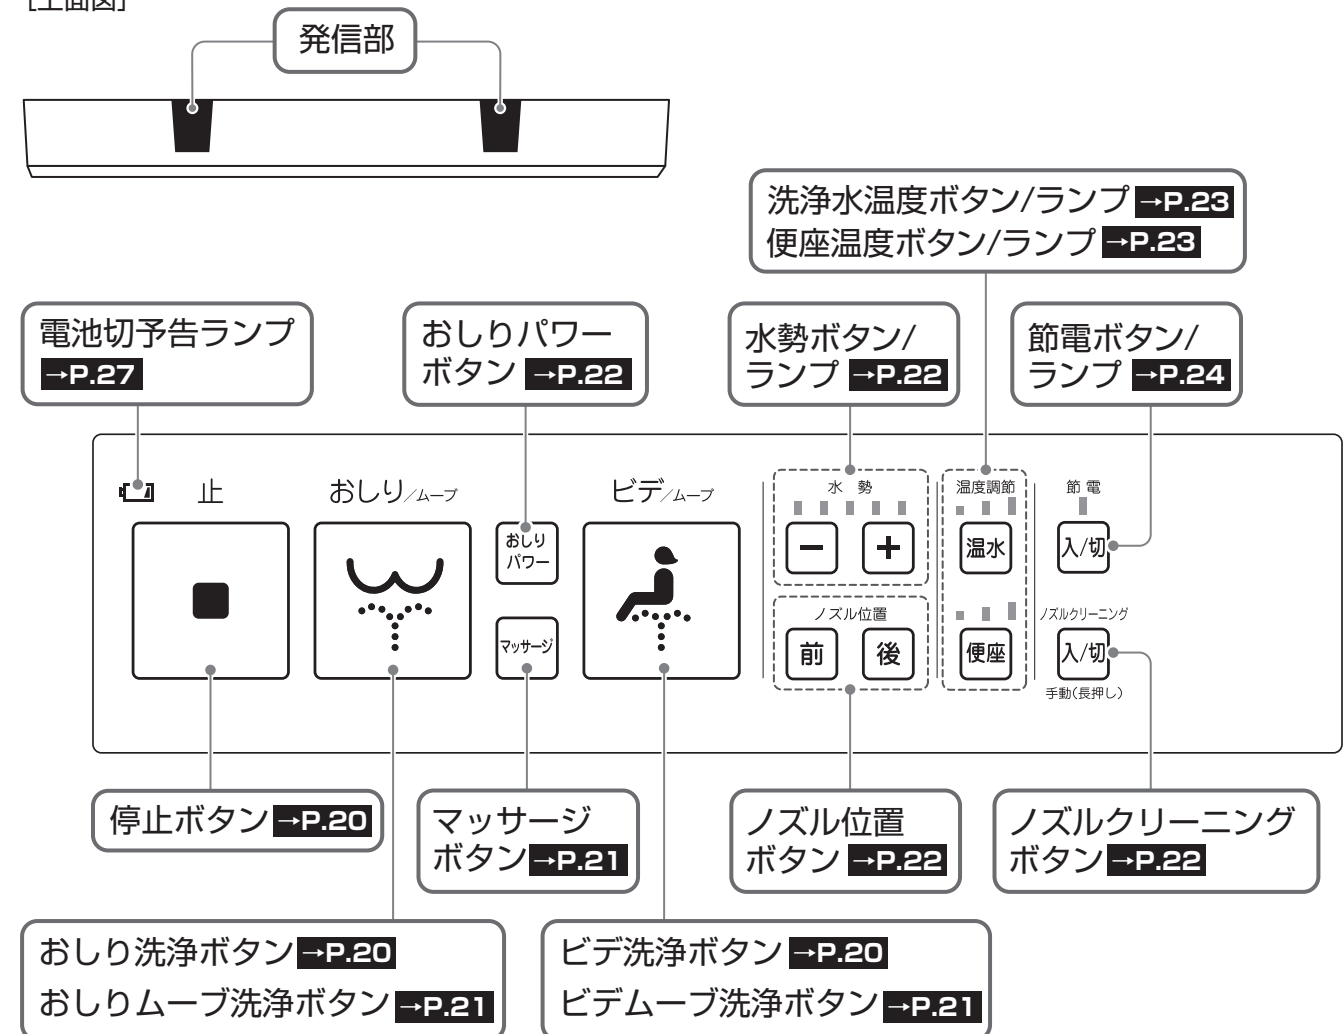 [上面図]
発信部
洗浄水温度ボタン/ランプ →P.23
便座温度ボタン/ランプ →P.23
電池切予告ランプ
→P.27
おしりパワー
ボタン →P.22
水勢ボタン/
ランプ →P.22
節電ボタン/
ランプ →P.24
止
おしり/ムーブ
ビデ/ムーブ
水 勢
温度調節
節電
おしり
パワー
－
＋
温水
入/切
マッサージ
ノズル位置
前
後
便座
ノズルクリーニング
入/切
手動(長押し)
停止ボタン →P.20
マッサージ
ボタン →P.21
ノズル位置
ボタン →P.22
ノズルクリーニング
ボタン →P.22
おしり洗浄ボタン →P.20
おしりムーブ洗浄ボタン →P.21
ビデ洗浄ボタン →P.20
ビデムーブ洗浄ボタン →P.21